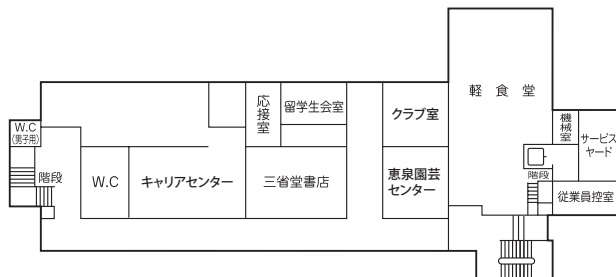 軽食堂
応接室
留学生会室
クラブ室
機械室
サービス
ヤード
W.C
(男子用)
階段
W.C
キャリアセンター
三省堂書店
恵泉園芸
センター
階段
従業員控室